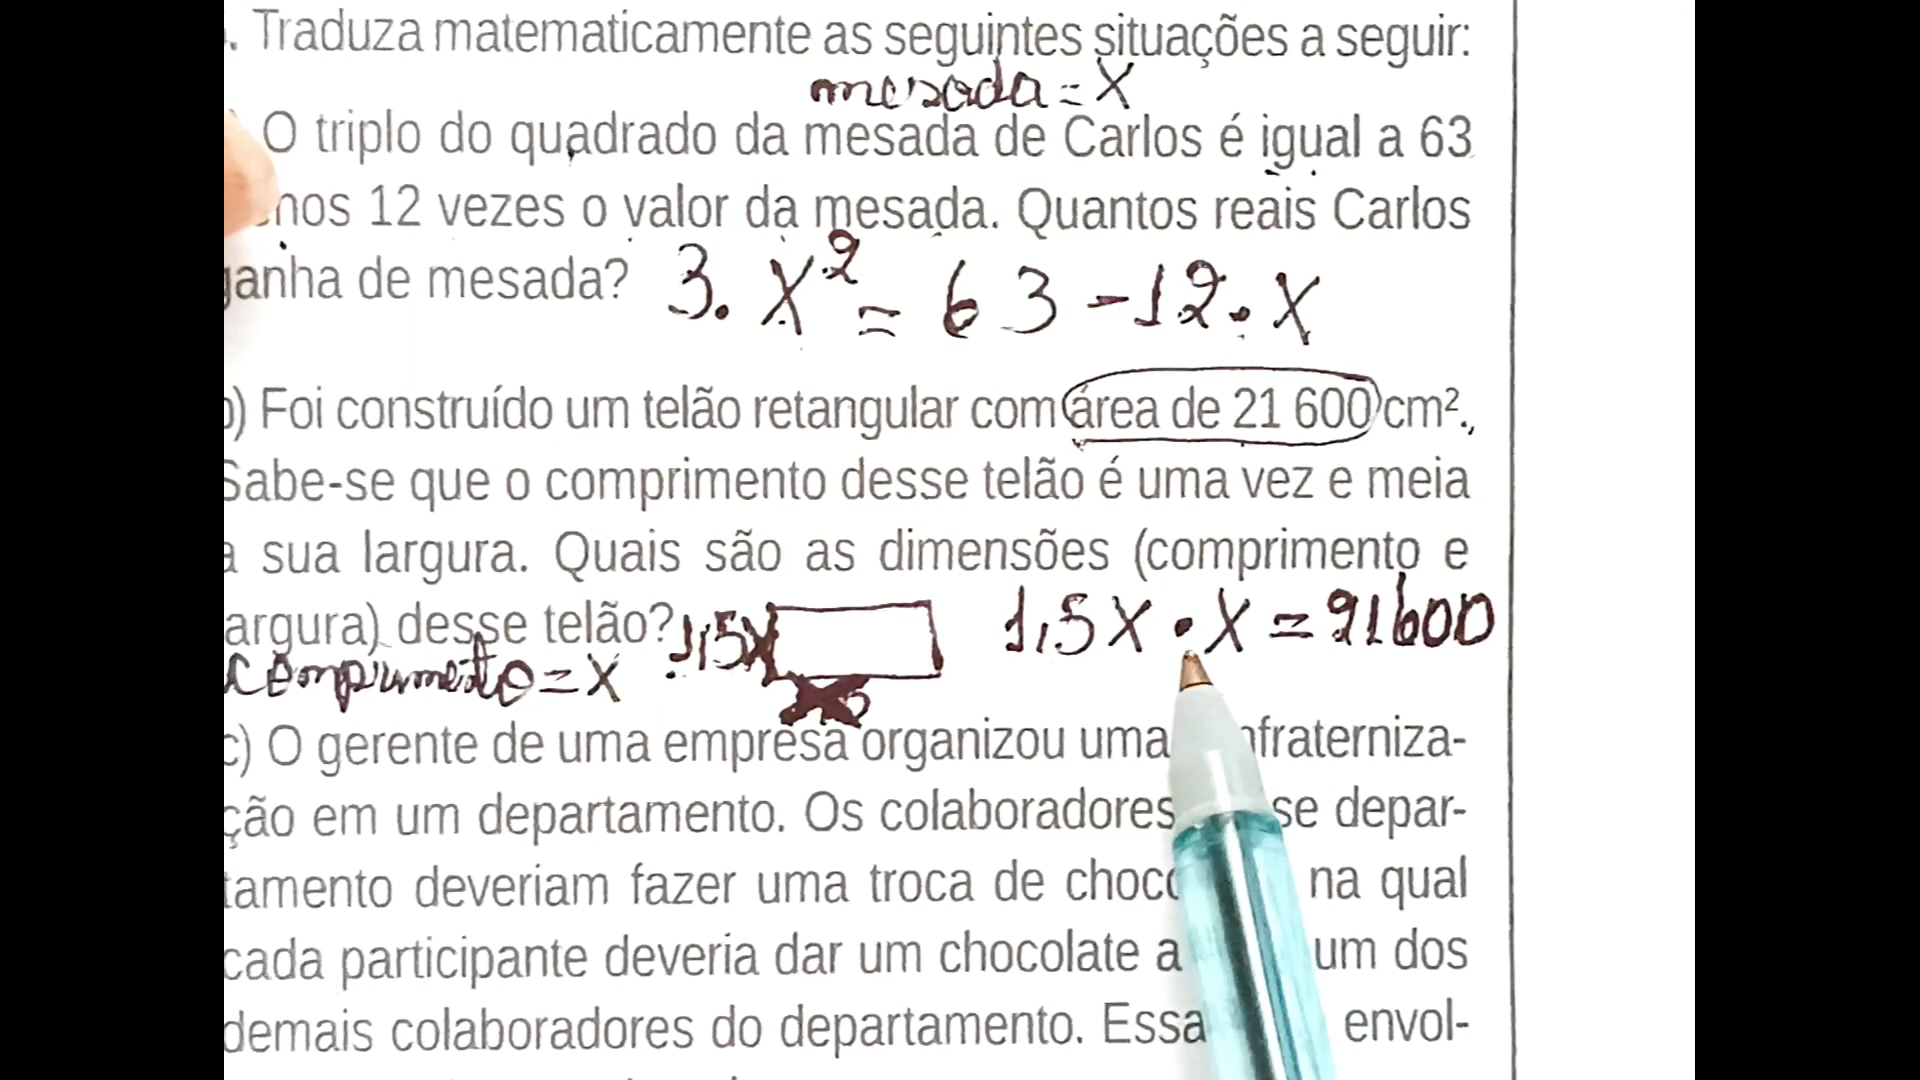 . Traduza matematicamente as seguintes situações a seguir:
mesada = X
O triplo do quadrado da mesada de Carlos é igual a 63
nos 12 vezes o valor da mesada. Quantos reais Carlos
ganha de mesada? 3. X² = 63 - 12 . X
b) Foi construído um telão retangular com área de 21 600 cm².
Sabe-se que o comprimento desse telão é uma vez e meia
a sua largura. Quais são as dimensões (comprimento e
largura) desse telão? 1,5X 1,5X . X = 21600
comprimento = X
c) O gerente de uma empresa organizou uma nfraterniza-
ção em um departamento. Os colaboradores se depar-
tamento deveriam fazer uma troca de choc na qual
cada participante deveria dar um chocolate a um dos
demais colaboradores do departamento. Essa envol-